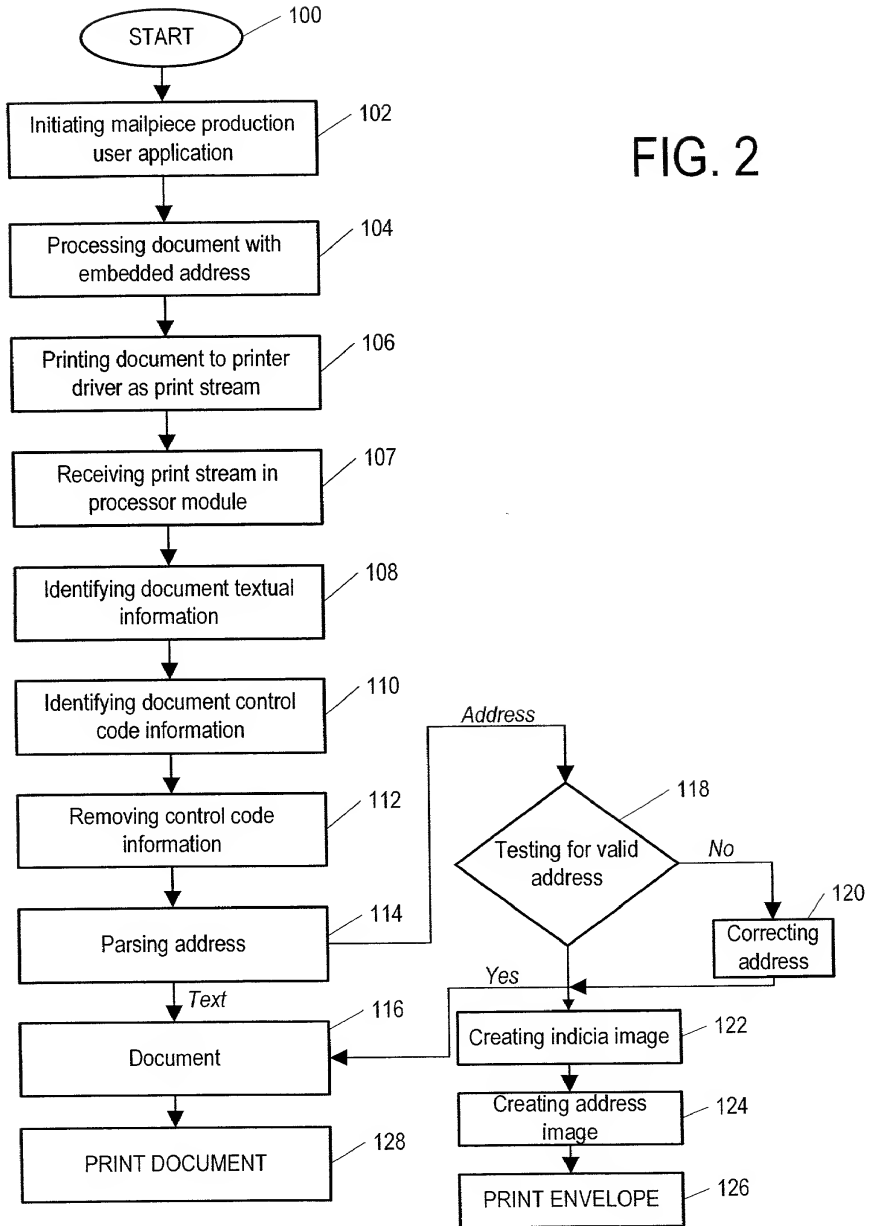 START
100
FIG. 2
Initiating mailpiece production
user application
102
Processing document with
embedded address
104
Printing document to printer
driver as print stream
106
Receiving print stream in
processor module
107
Identifying document textual
information
108
Identifying document control
code information
110
Removing control code
information
112
Parsing address
114
Address
Text
Testing for valid
address
118
No
Yes
Correcting
address
120
Document
116
Creating indicia image
122
Creating address
image
124
PRINT DOCUMENT
128
PRINT ENVELOPE
126